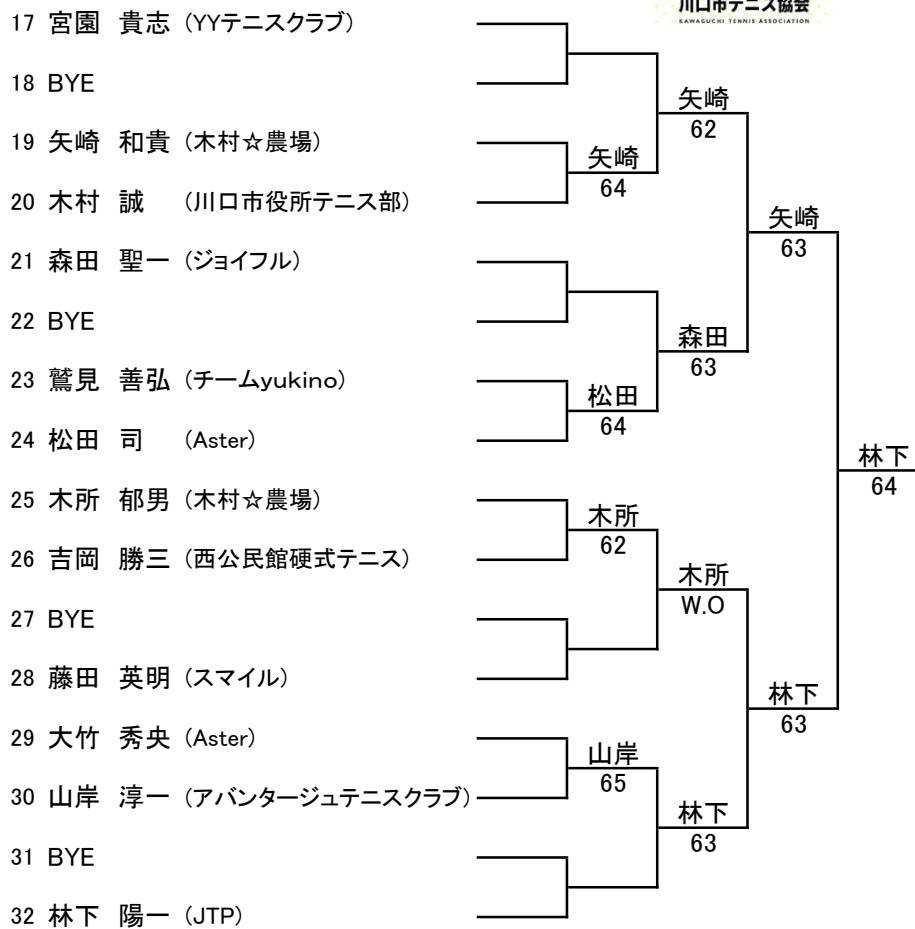 川口市テニス協会
KAWAGUCHI TENNIS ASSOCIATION
17 宮園 貴志 (YYテニスクラブ)
18 BYE
矢崎
62
19 矢崎 和貴 (木村☆農場)
矢崎
64
20 木村 誠 (川口市役所テニス部)
矢崎
63
21 森田 聖一 (ジョイフル)
22 BYE
森田
63
23 鷲見 善弘 (チームyukino)
松田
64
24 松田 司 (Aster)
林下
64
25 木所 郁男 (木村☆農場)
木所
62
26 吉岡 勝三 (西公民館硬式テニス)
木所
W.O
27 BYE
28 藤田 英明 (スマイル)
林下
63
29 大竹 秀央 (Aster)
山岸
65
30 山岸 淳一 (アバンタージュテニスクラブ)
林下
63
31 BYE
32 林下 陽一 (JTP)